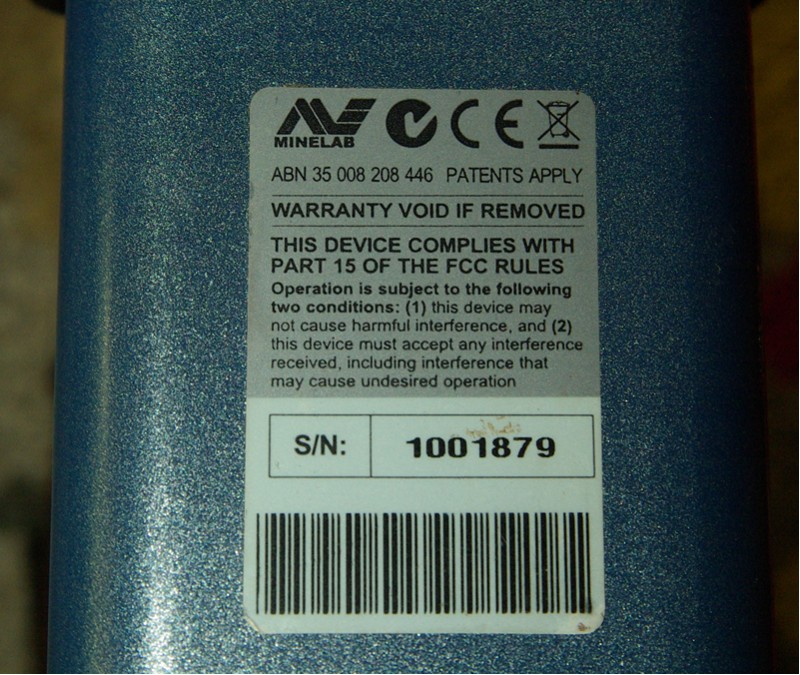 MINELAB
CE
ABN 35 008 208 446 PATENTS APPLY
WARRANTY VOID IF REMOVED
THIS DEVICE COMPLIES WITH
PART 15 OF THE FCC RULES
Operation is subject to the following
two conditions: (1) this device may
not cause harmful interference, and (2)
this device must accept any interference
received, including interference that
may cause undesired operation
S/N: 1001879